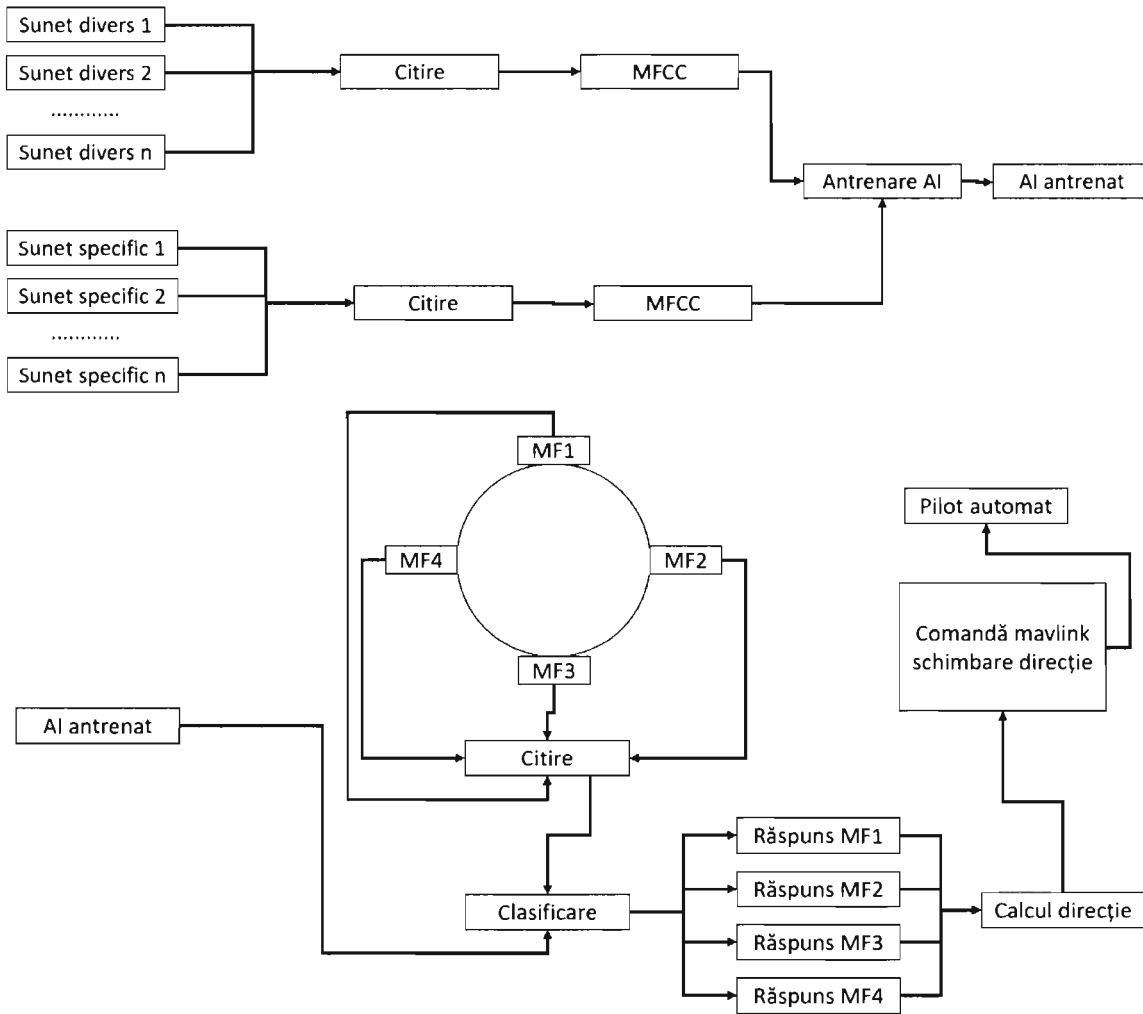 Sunet divers 1
Sunet divers 2
............
Sunet divers n
Citire
MFCC
Antrenare AI
AI antrenat
Sunet specific 1
Sunet specific 2
............
Sunet specific n
Citire
MFCC
MF1
MF4
MF2
MF3
Citire
AI antrenat
Clasificare
Răspuns MF1
Răspuns MF2
Răspuns MF3
Răspuns MF4
Calcul direcție
Comandă mavlink
schimbare direcție
Pilot automat